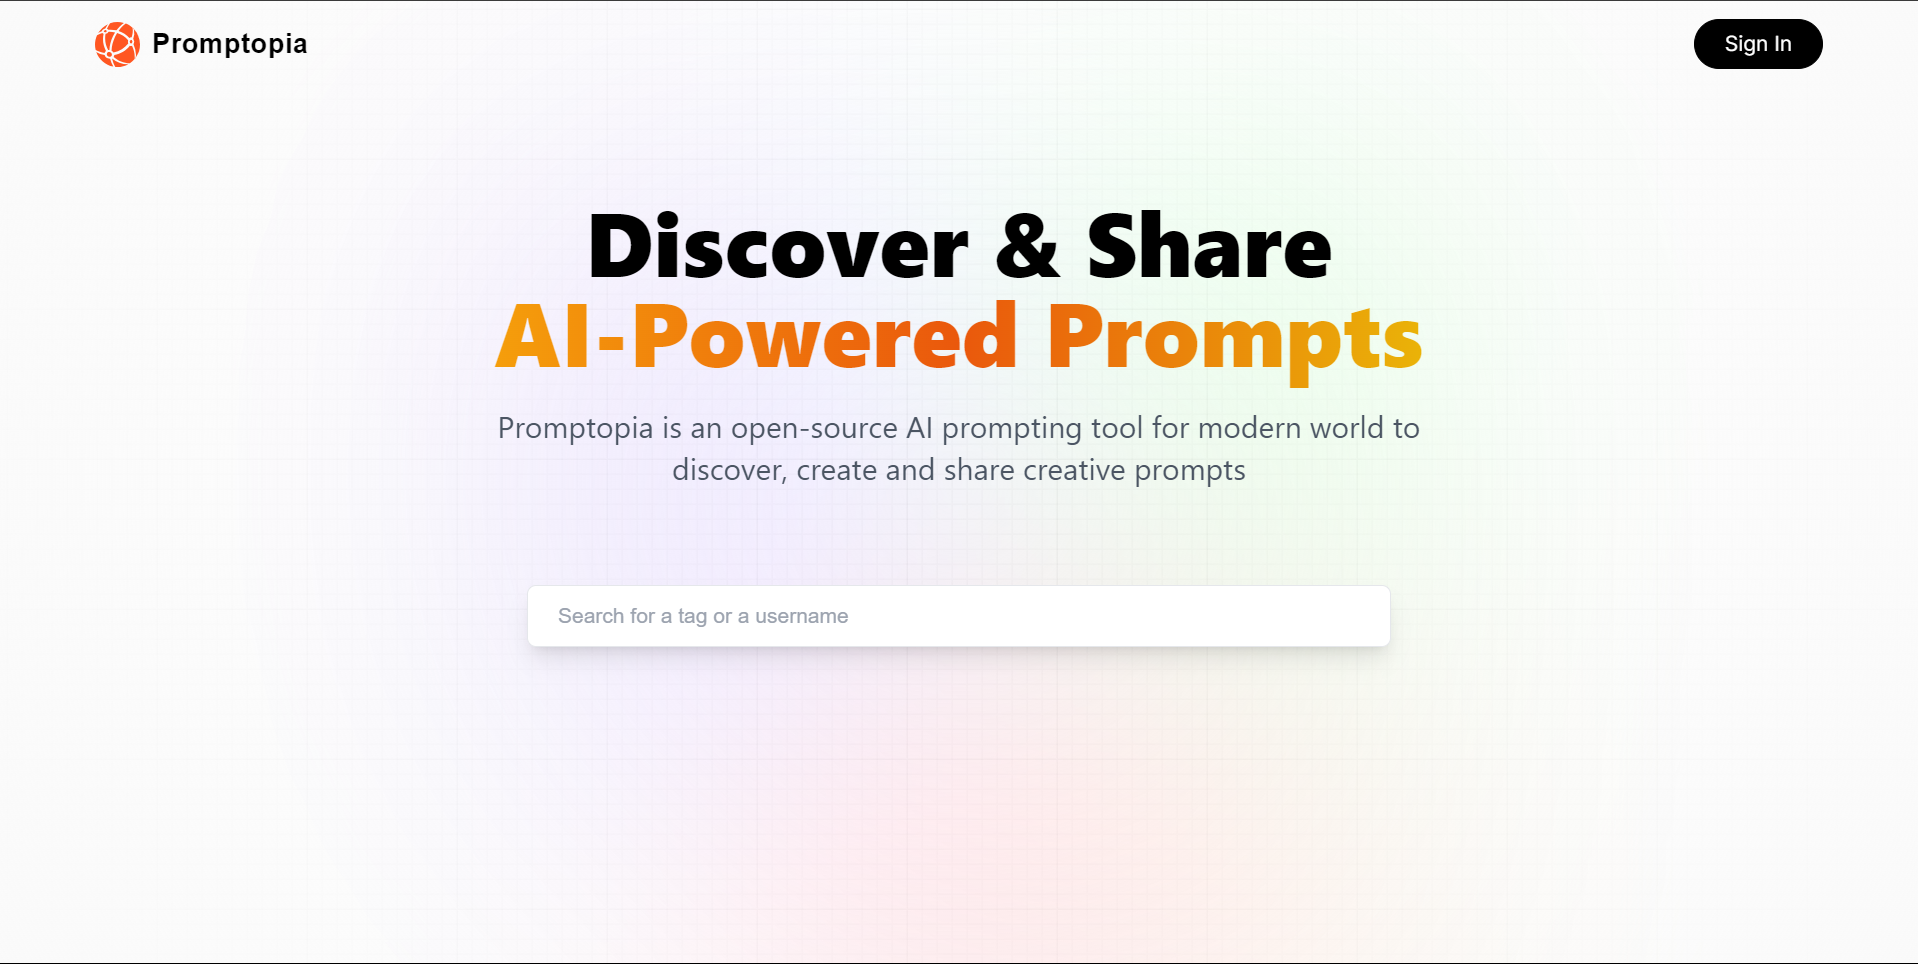 Promptopia
Sign In
Discover & Share
AI-Powered Prompts
Promptopia is an open-source AI prompting tool for modern world to
discover, create and share creative prompts
Search for a tag or a username